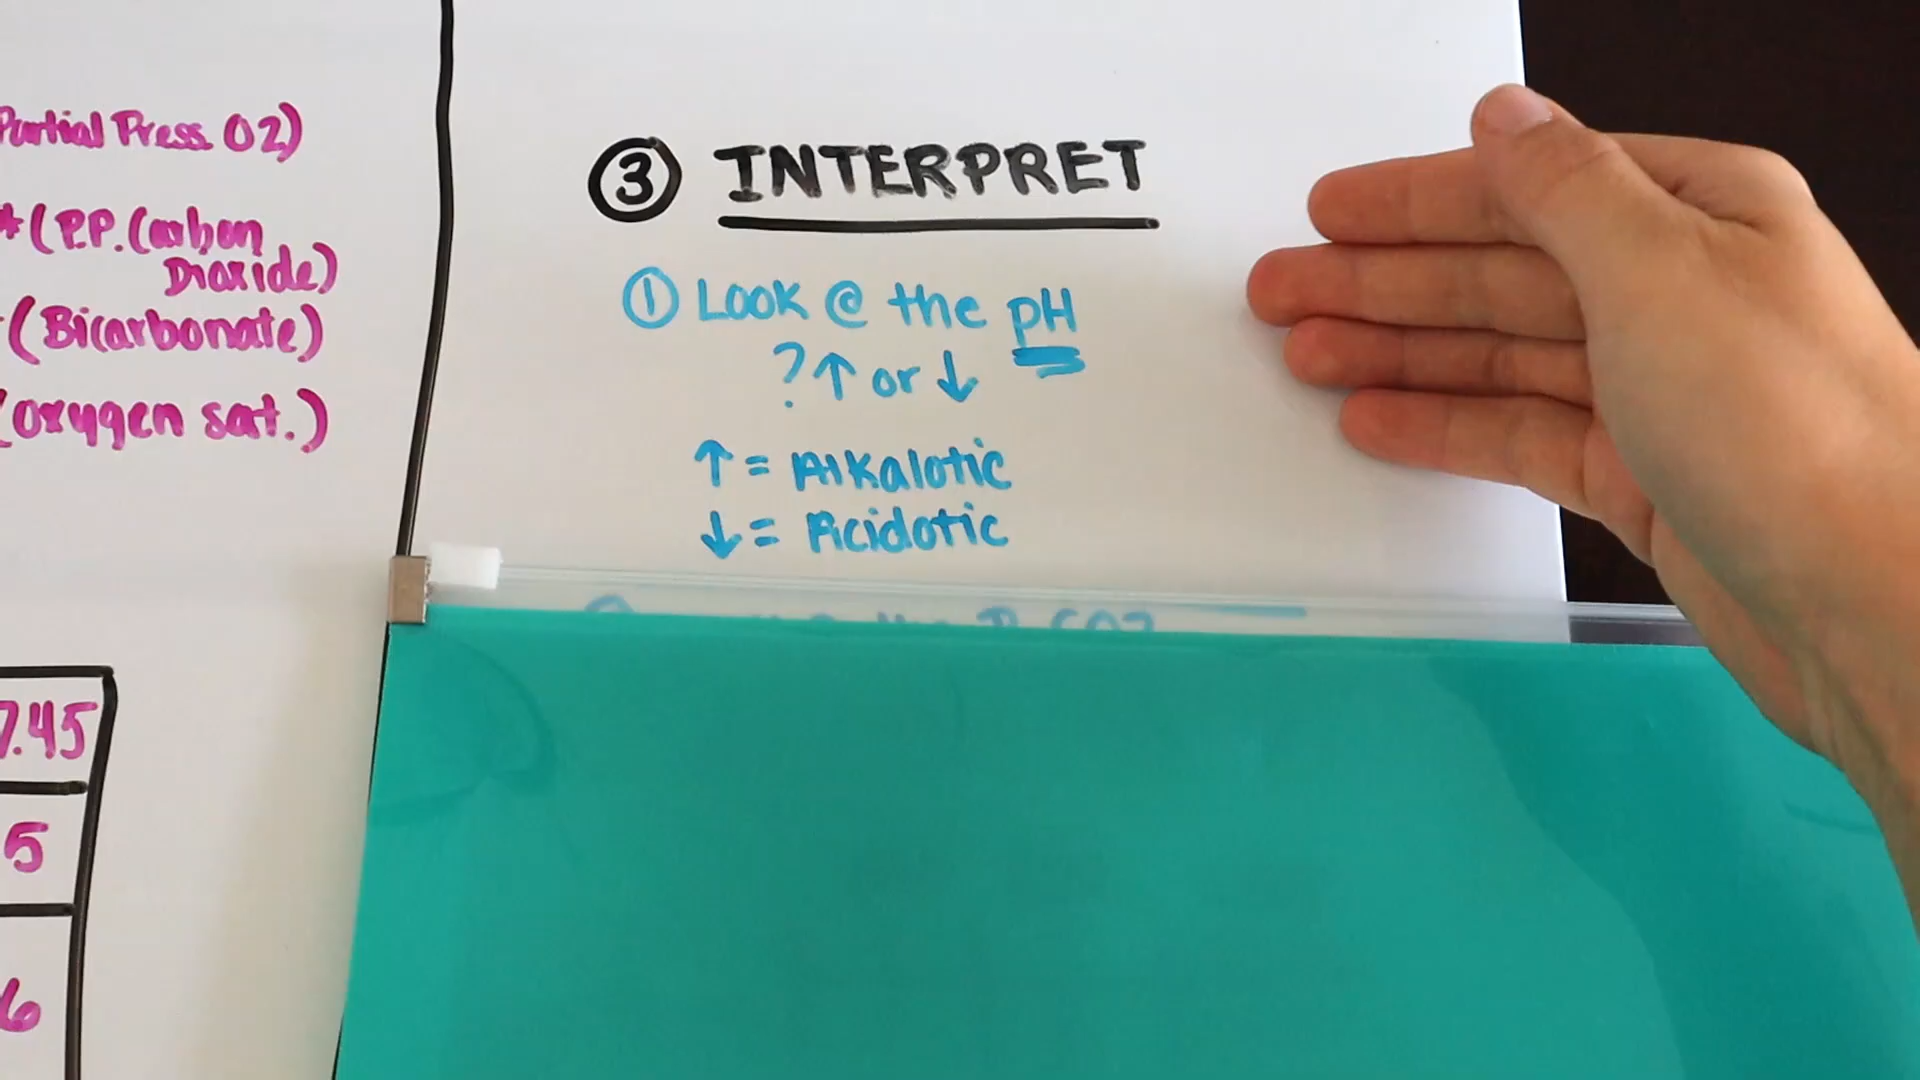 Partial Press. O2)
*(P.P. Carbon
Dioxide)
(Bicarbonate)
(oxygen sat.)
7.45
5
6
③ INTERPRET
① Look @ the pH
? ↑ or ↓
↑ = Alkalotic
↓ = Acidotic